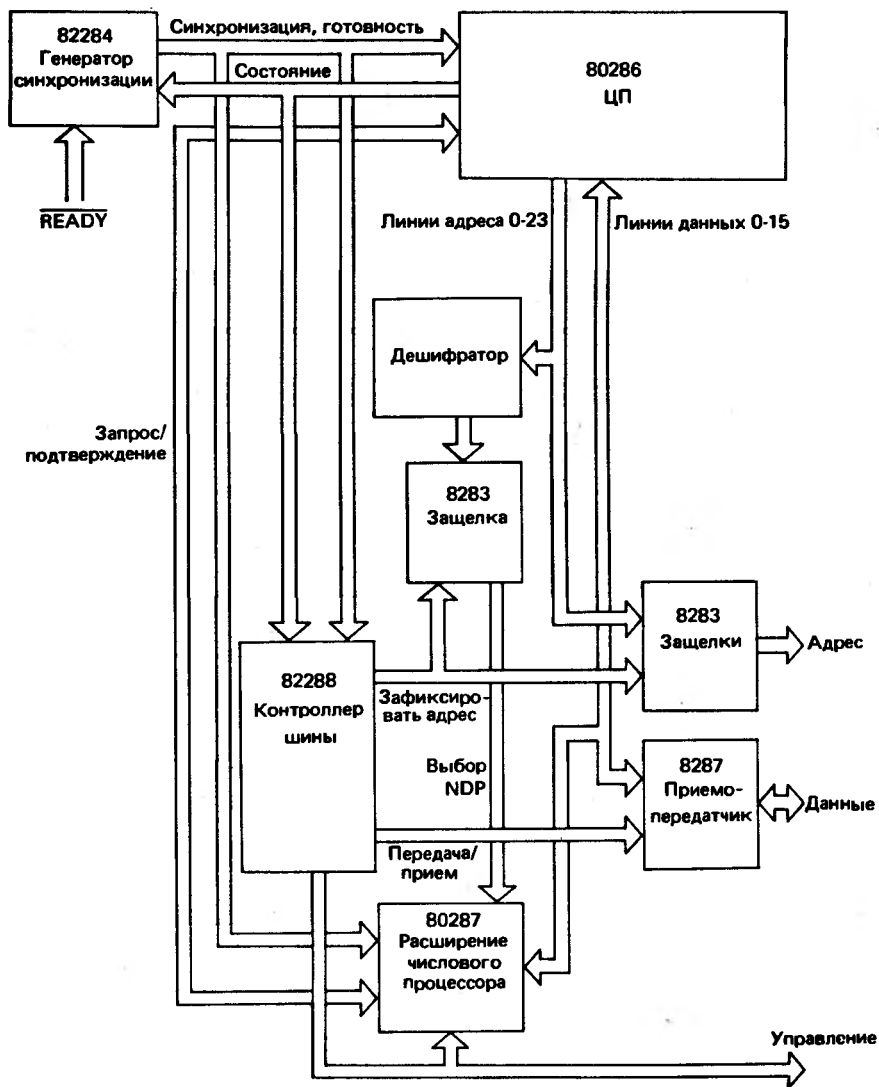 82284
Генератор
синхронизации
Синхронизация, готовность
Состояние
80286
ЦП
READY
Линии адреса 0-23
Линии данных 0-15
Дешифратор
Запрос/
подтверждение
8283
Защелка
8283
Защелки
Адрес
82288
Контроллер
шины
Зафиксиро-
вать адрес
Выбор
NDP
8287
Приемо-
передатчик
Данные
Передача/
прием
80287
Расширение
числового
процессора
Управление